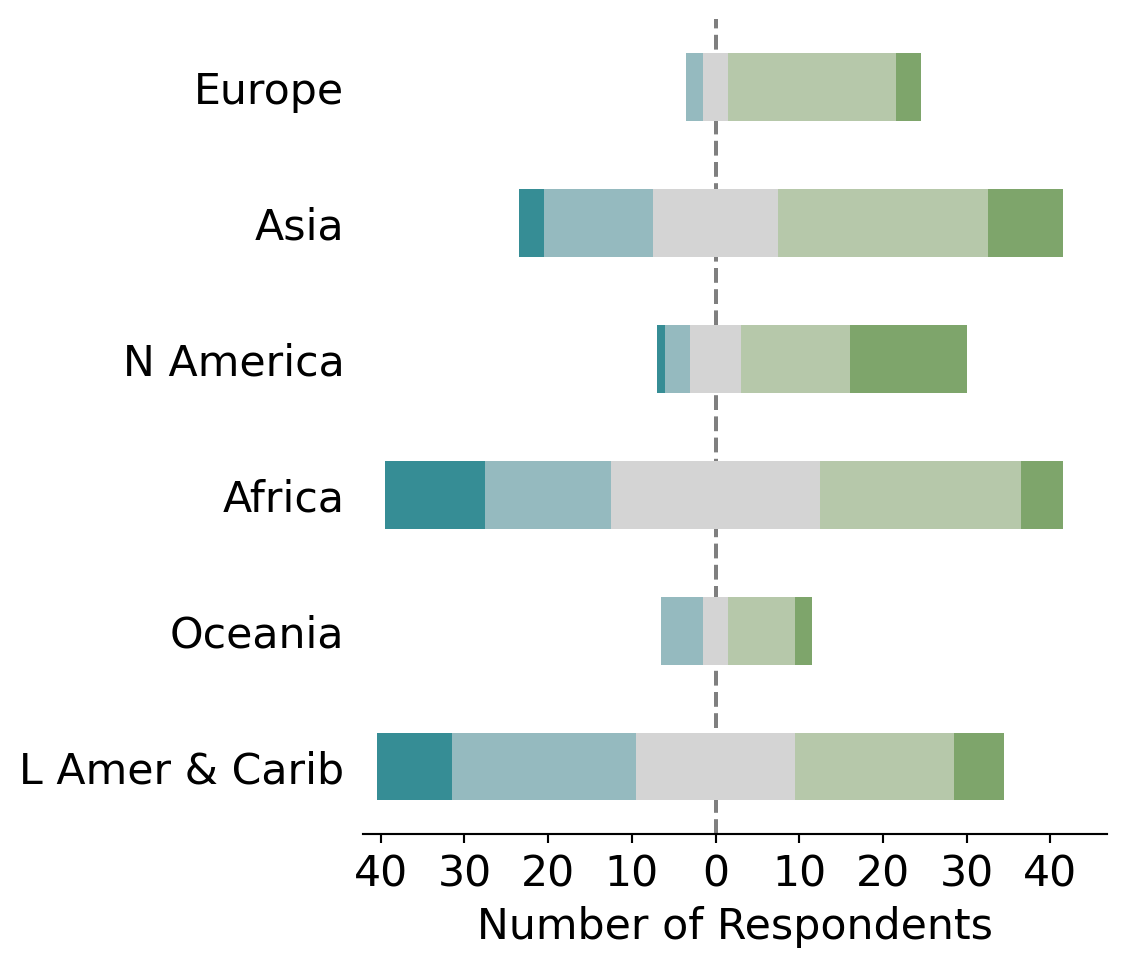 Europe
Asia
N America
Africa
Oceania
L Amer & Carib
40 30 20 10 0 10 20 30 40
Number of Respondents